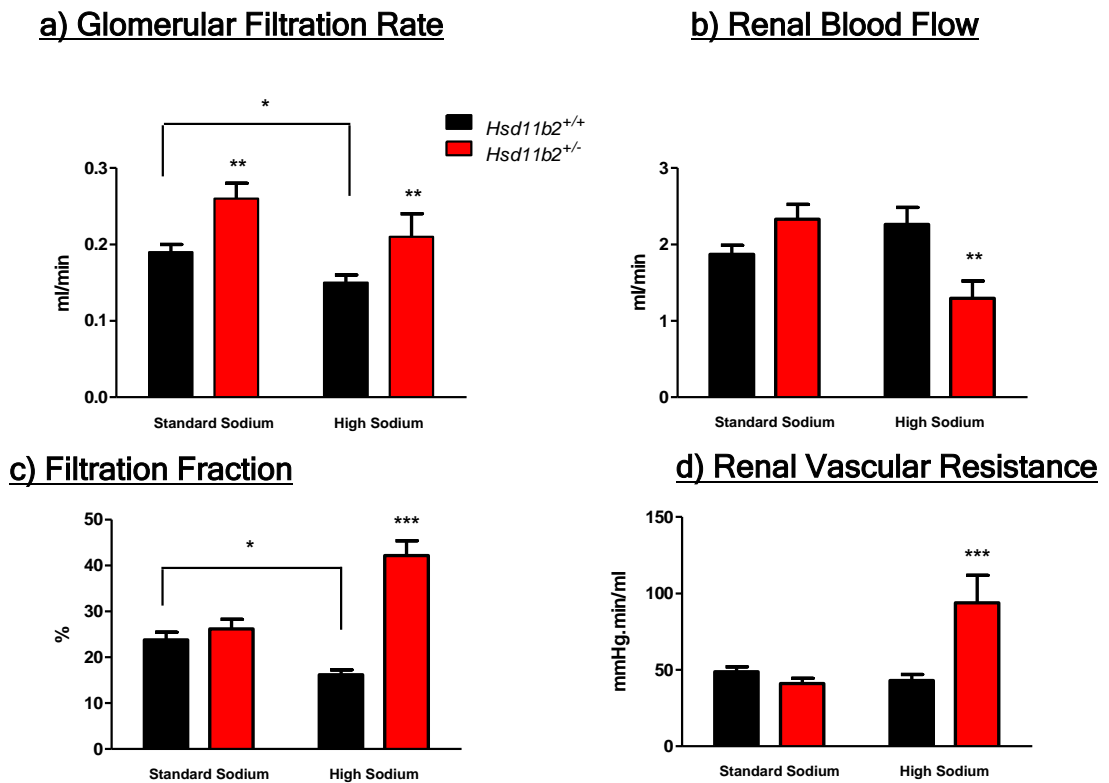 a) Glomerular Filtration Rate
*
Hsd11b2+/+
Hsd11b2+/-
**
**
0.3
0.2
0.1
0.0
ml/min
Standard Sodium
High Sodium
b) Renal Blood Flow
**
3
2
1
0
ml/min
Standard Sodium
High Sodium
c) Filtration Fraction
*
***
50
40
30
20
10
0
%
Standard Sodium
High Sodium
d) Renal Vascular Resistance
***
150
100
50
0
mmHg.min/ml
Standard Sodium
High Sodium